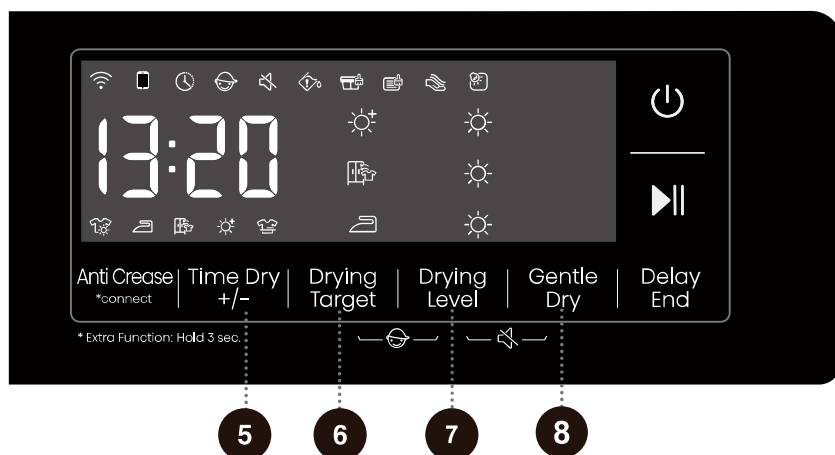 13:20
Anti Crease | Time Dry | Drying | Drying | Gentle | Delay
*connect +/- Target Level Dry End
* Extra Function: Hold 3 sec.
5 6 7 8